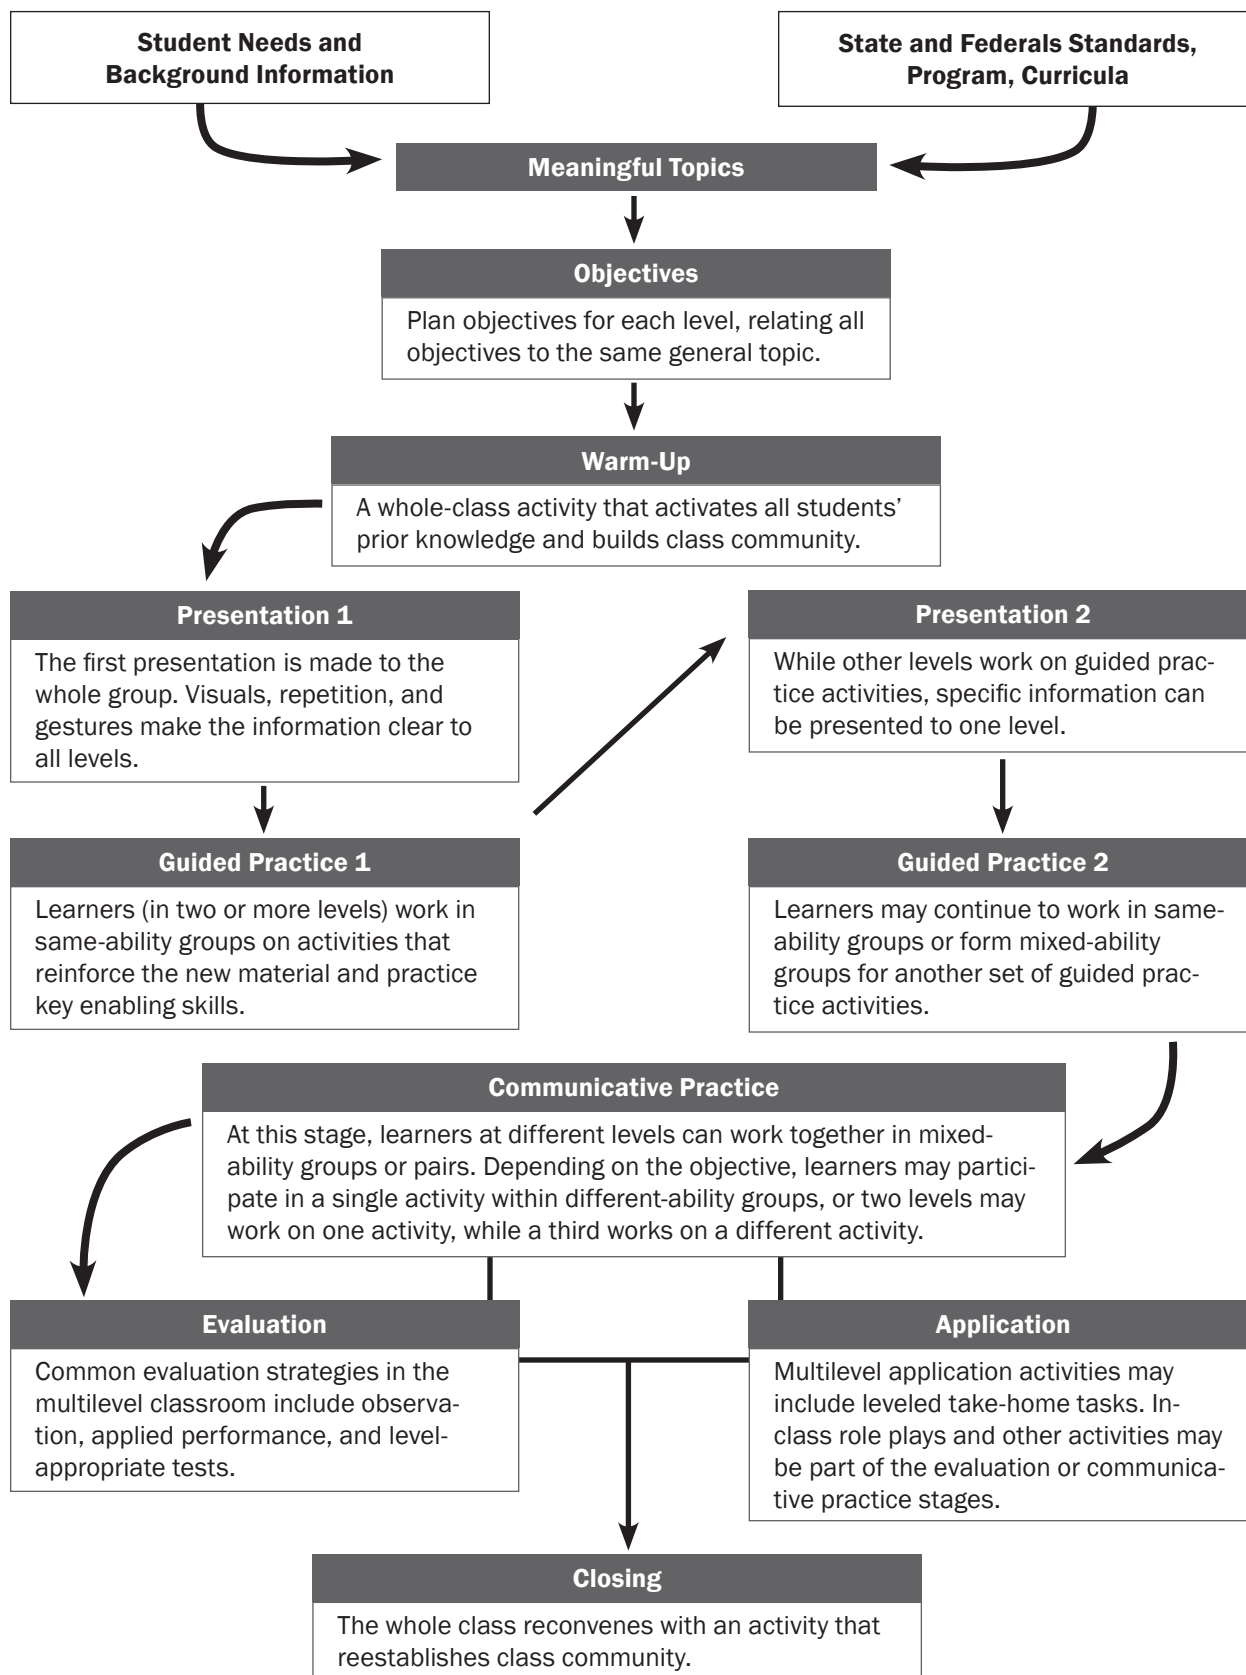 Student Needs and
Background Information
State and Federals Standards,
Program, Curricula
Meaningful Topics
Objectives
Plan objectives for each level, relating all
objectives to the same general topic.
Warm-Up
A whole-class activity that activates all students’
prior knowledge and builds class community.
Presentation 1
The first presentation is made to the
whole group. Visuals, repetition, and
gestures make the information clear to
all levels.
Presentation 2
While other levels work on guided prac-
tice activities, specific information can
be presented to one level.
Guided Practice 1
Learners (in two or more levels) work in
same-ability groups on activities that
reinforce the new material and practice
key enabling skills.
Guided Practice 2
Learners may continue to work in same-
ability groups or form mixed-ability
groups for another set of guided prac-
tice activities.
Communicative Practice
At this stage, learners at different levels can work together in mixed-
ability groups or pairs. Depending on the objective, learners may partici-
pate in a single activity within different-ability groups, or two levels may
work on one activity, while a third works on a different activity.
Evaluation
Common evaluation strategies in the
multilevel classroom include observa-
tion, applied performance, and level-
appropriate tests.
Application
Multilevel application activities may
include leveled take-home tasks. In-
class role plays and other activities may
be part of the evaluation or communica-
tive practice stages.
Closing
The whole class reconvenes with an activity that
reestablishes class community.